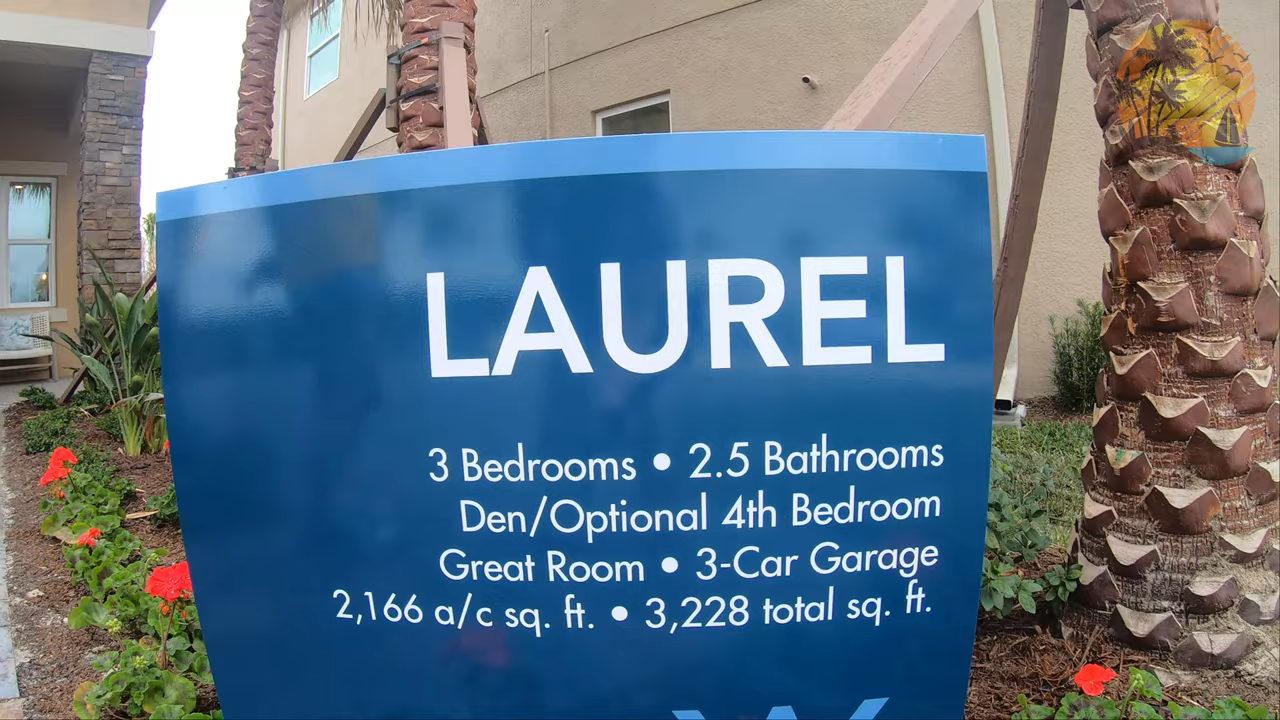 LAUREL
3 Bedrooms • 2.5 Bathrooms
Den/Optional 4th Bedroom
Great Room • 3-Car Garage
2,166 a/c sq. ft. • 3,228 total sq. ft.